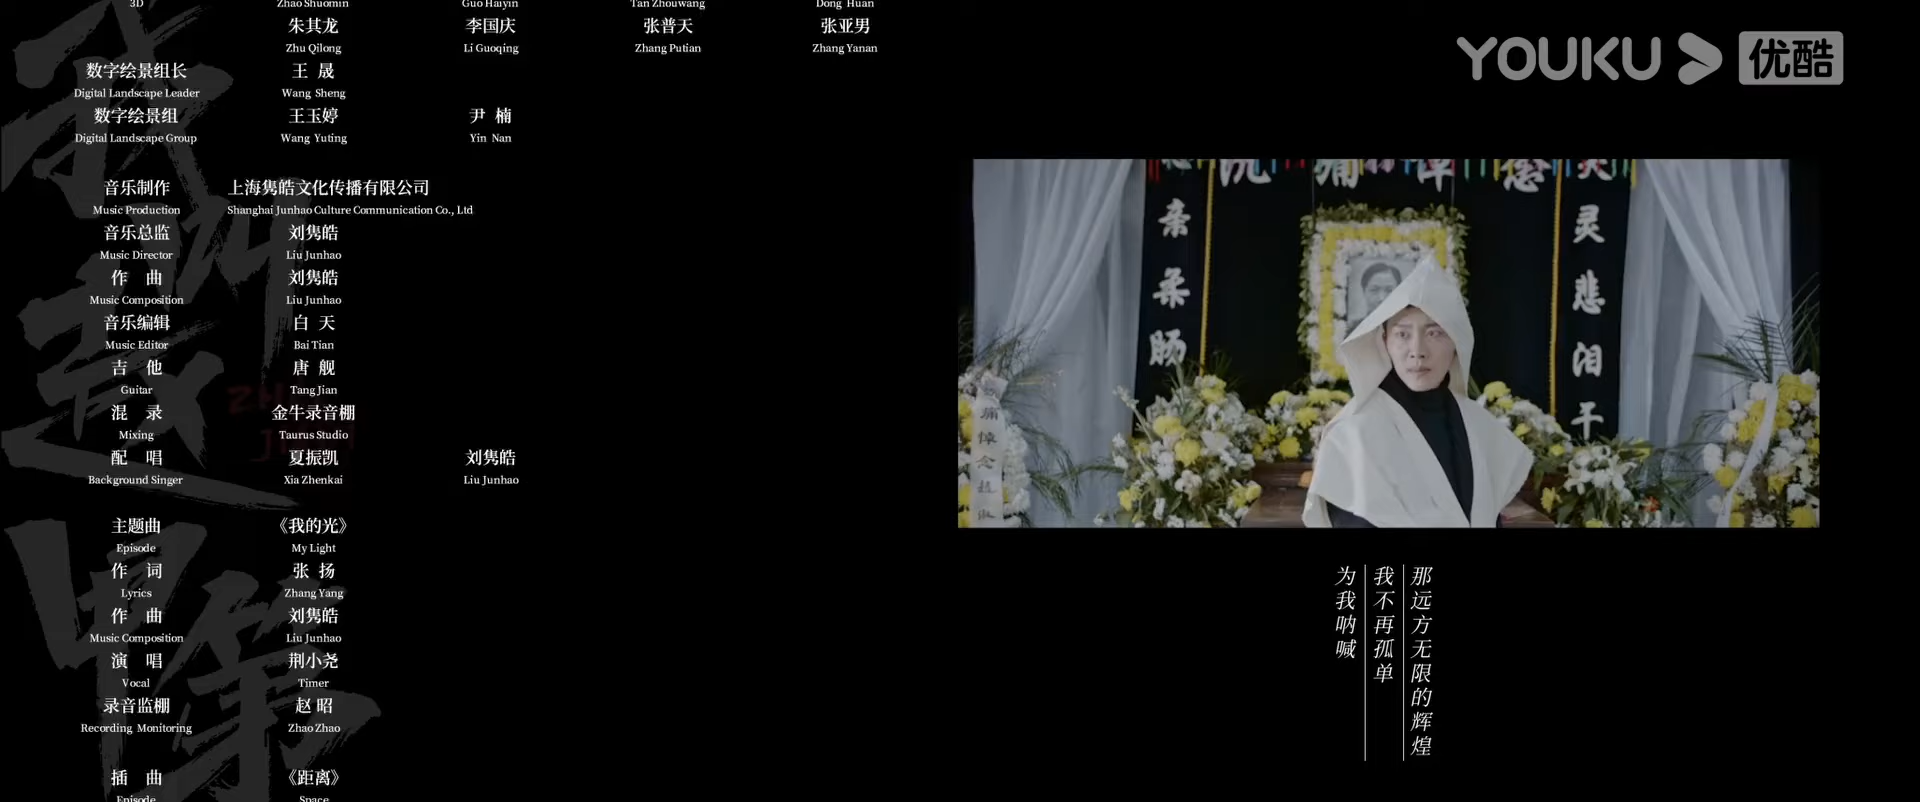 3D Zhao Shuomin Guo Haiyin Tan Zhouwang Dong Huan
朱其龙 李国庆 张普天 张亚男
Zhu Qilong Li Guoqing Zhang Putian Zhang Yanan
数字绘景组长 王 晟
Digital Landscape Leader Wang Sheng
数字绘景组 王玉婷 尹 楠
Digital Landscape Group Wang Yuting Yin Nan
音乐制作 上海隽皓文化传播有限公司
Music Production Shanghai Junhao Culture Communication Co., Ltd
音乐总监 刘隽皓
Music Director Liu Junhao
作 曲 刘隽皓
Music Composition Liu Junhao
音乐编辑 白 天
Music Editor Bai Tian
吉 他 唐 舰
Guitar Tang Jian
混 录 金牛录音棚
Mixing Taurus Studio
配 唱 夏振凯 刘隽皓
Background Singer Xia Zhenkai Liu Junhao
主题曲 《我的光》
Episode My Light
作 词 张 扬
Lyrics Zhang Yang
作 曲 刘隽皓
Music Composition Liu Junhao
演 唱 荆小尧
Vocal Timer
录音监棚 赵 昭
Recording Monitoring Zhao Zhao
插 曲 《距离》
Episode Space
YOUKU 优酷
亲柔肠
灵悲泪干
悼念
那远方无限的辉煌
我不再孤单
为我呐喊